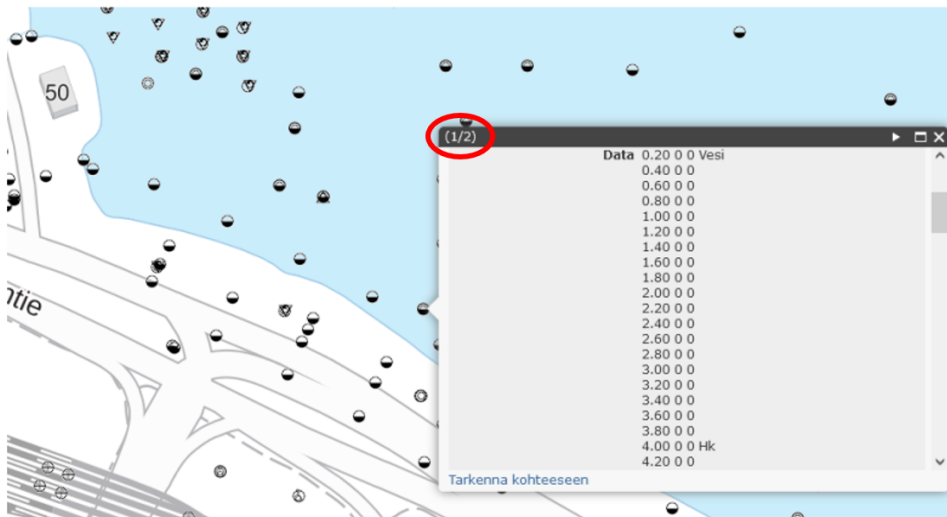 50
ntie
(1/2)
Data 0.20 0 0 Vesi
0.40 0 0
0.60 0 0
0.80 0 0
1.00 0 0
1.20 0 0
1.40 0 0
1.60 0 0
1.80 0 0
2.00 0 0
2.20 0 0
2.40 0 0
2.60 0 0
2.80 0 0
3.00 0 0
3.20 0 0
3.40 0 0
3.60 0 0
3.80 0 0
4.00 0 0 Hk
4.20 0 0
Tarkenna kohteeseen